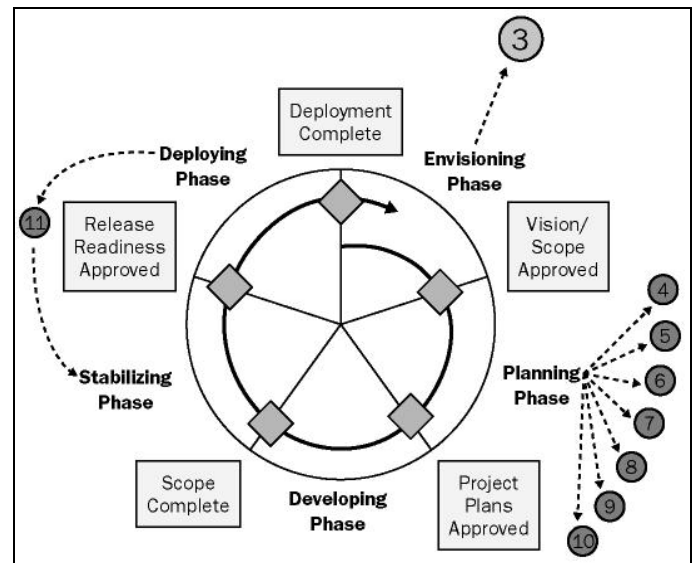 3
Deployment
Complete
Envisioning
Phase
Deploying
Phase
11
Release
Readiness
Approved
Vision/
Scope
Approved
4
5
6
7
8
9
10
Planning
Phase
Stabilizing
Phase
Scope
Complete
Developing
Phase
Project
Plans
Approved